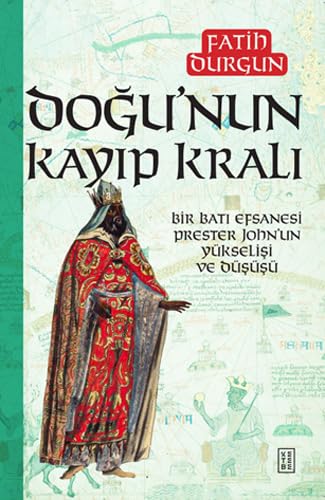 FATİH
DURGUN
DOĞU'NUN
KAYIP KRALI
BİR BATI EFSANESİ
PRESTER JOHN'UN
YÜKSELİŞİ
VE DÜŞÜŞÜ